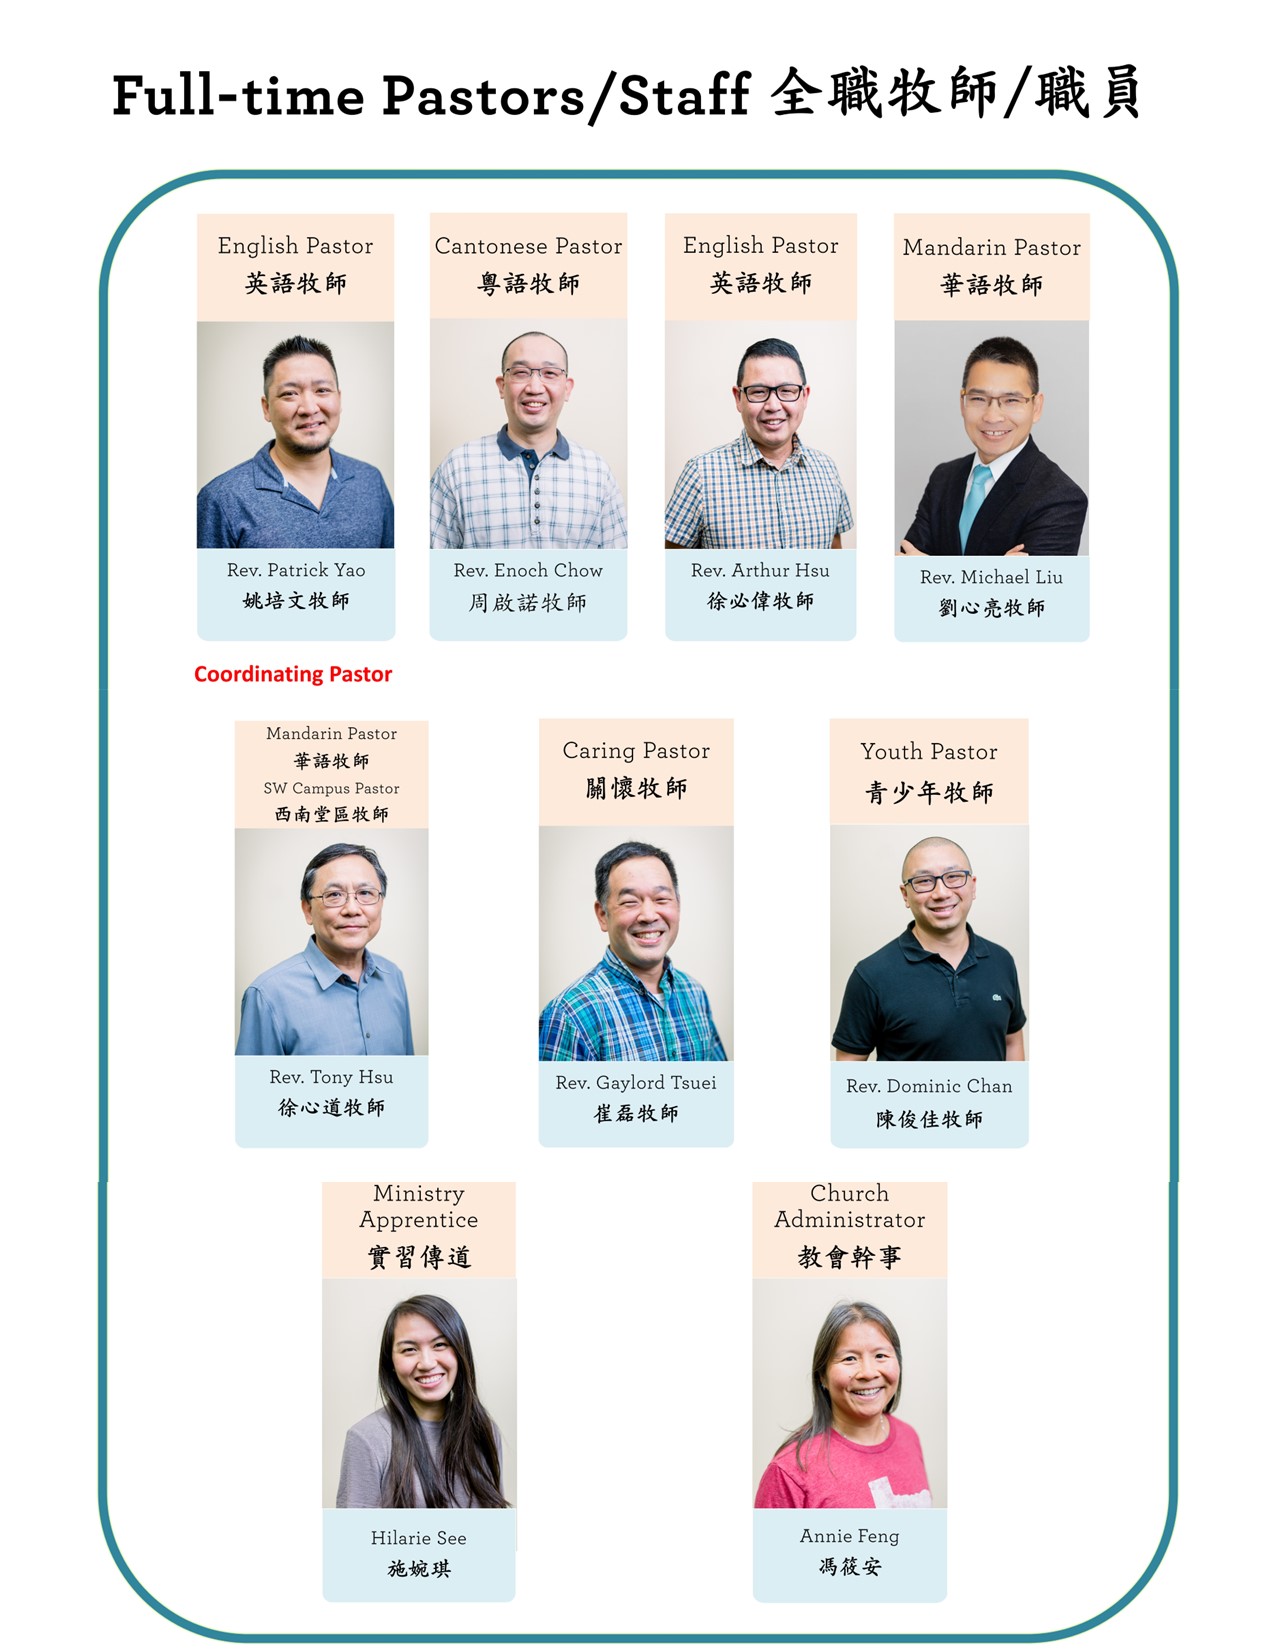 Full-time Pastors/Staff 全職牧師/職員
English Pastor
英語牧師
Rev. Patrick Yao
姚培文牧師
Coordinating Pastor
Cantonese Pastor
粵語牧師
Rev. Enoch Chow
周啟諾牧師
English Pastor
英語牧師
Rev. Arthur Hsu
徐必偉牧師
Mandarin Pastor
華語牧師
Rev. Michael Liu
劉心亮牧師
Mandarin Pastor
華語牧師
SW Campus Pastor
西南堂區牧師
Rev. Tony Hsu
徐心道牧師
Caring Pastor
關懷牧師
Rev. Gaylord Tsuei
崔磊牧師
Youth Pastor
青少年牧師
Rev. Dominic Chan
陳俊佳牧師
Ministry
Apprentice
實習傳道
Hilarie See
施婉琪
Church
Administrator
教會幹事
Annie Feng
馮筱安